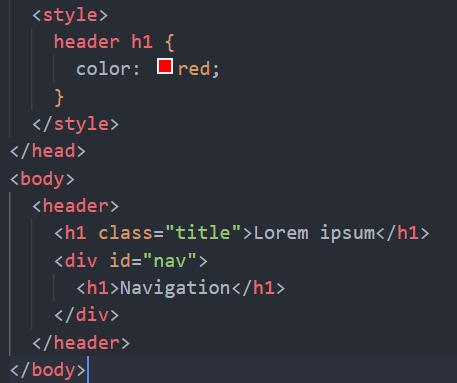 <style>
header h1 {
color: red;
}
</style>
</head>
<body>
<header>
<h1 class="title">Lorem ipsum</h1>
<div id="nav">
<h1>Navigation</h1>
</div>
</header>
</body>